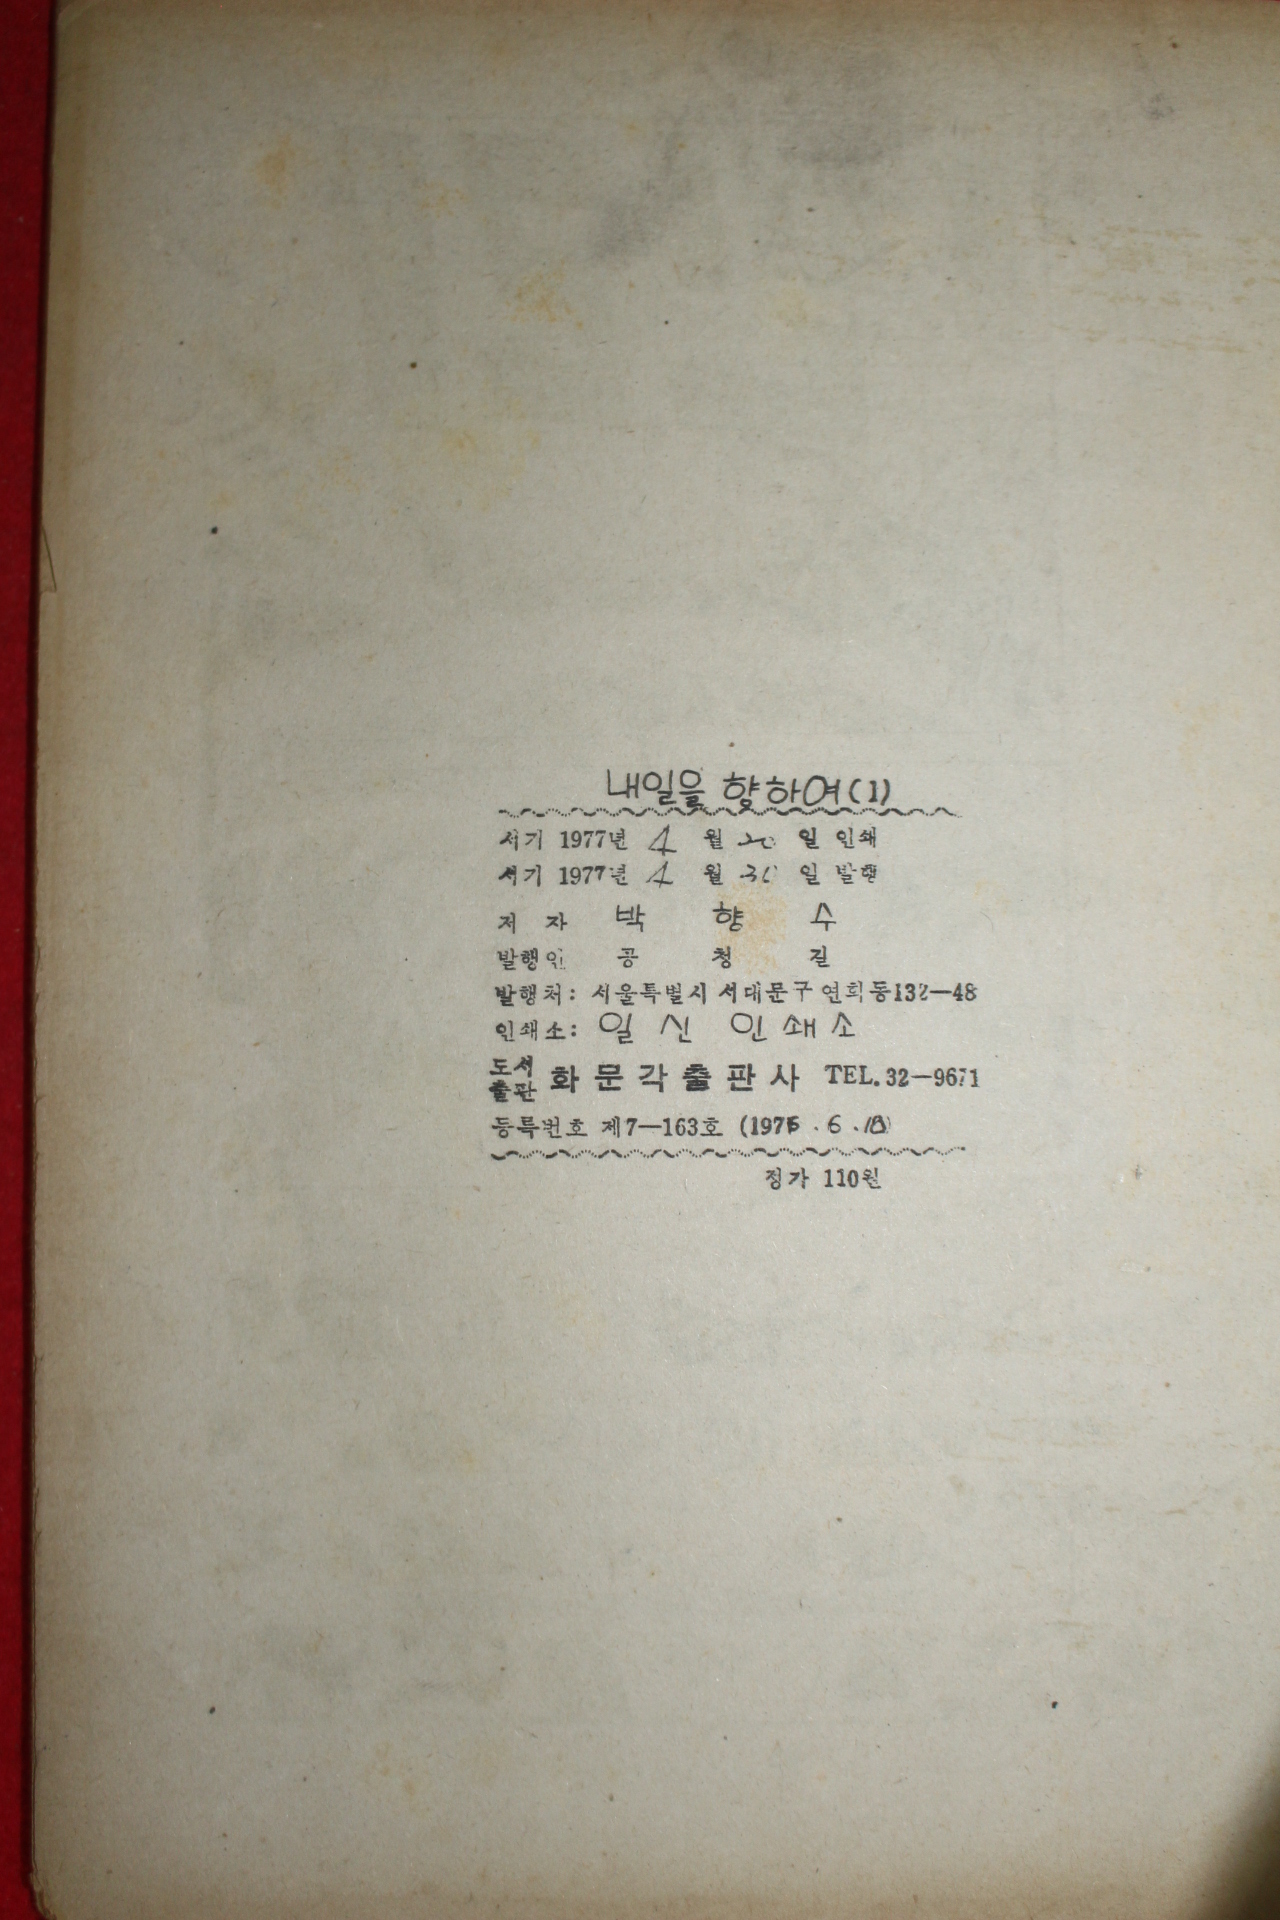 내일을 향하여(1)
서기 1977년 4 월 20 일 인쇄
서기 1977년 4 월 30 일 발행
저 자 박 향 수
발행인 공 청 길
발행처: 서울특별시 서대문구 연희동132-48
인쇄소: 일 신 인 쇄 소
도서출판 화 문 각 출 판 사 TEL.32-9671
등록번호 제7-163호 (197 . 6 . 18)
정가 110원